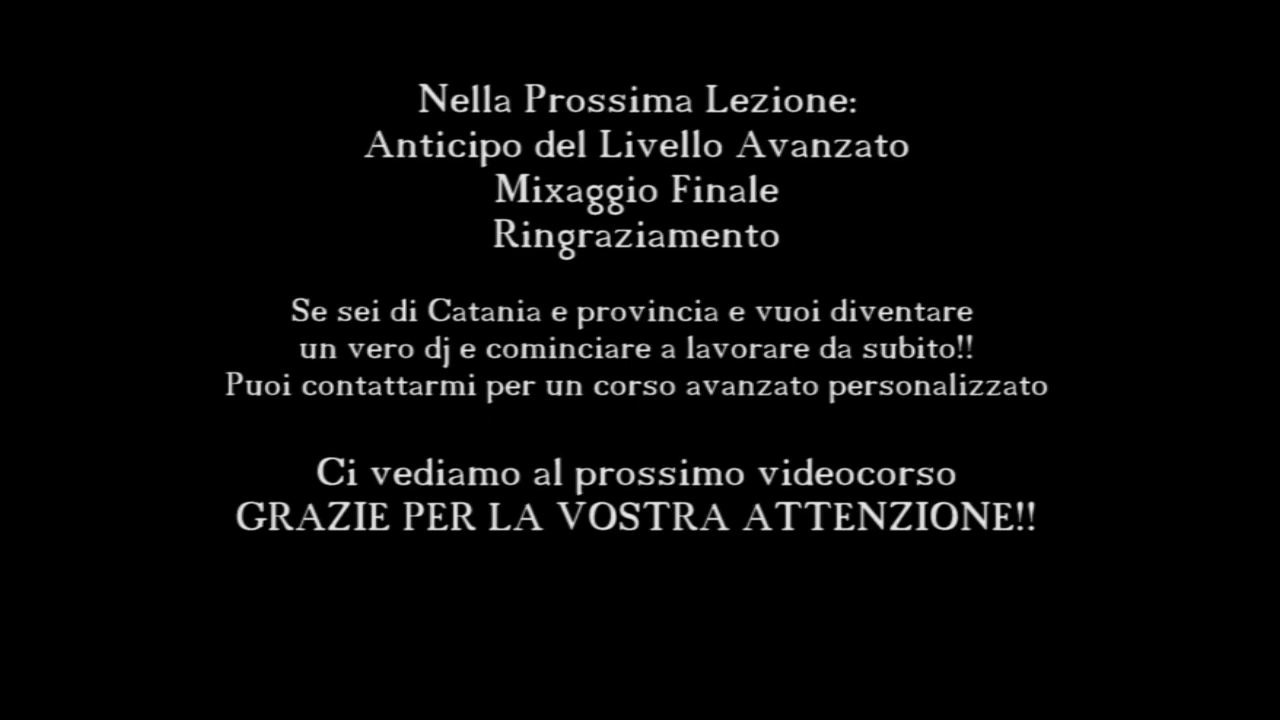 Nella Prossima Lezione:
Anticipo del Livello Avanzato
Mixaggio Finale
Ringraziamento
Se sei di Catania e provincia e vuoi diventare
un vero dj e cominciare a lavorare da subito!!
Puoi contattarmi per un corso avanzato personalizzato
Ci vediamo al prossimo videocorso
GRAZIE PER LA VOSTRA ATTENZIONE!!